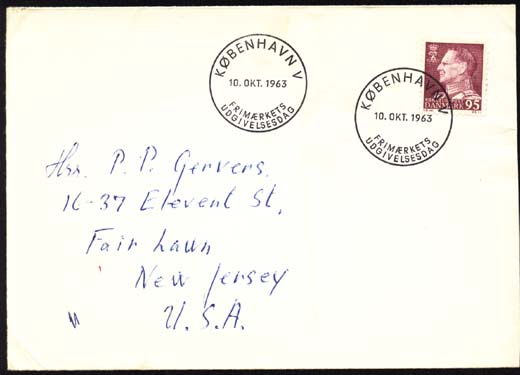 KØBENHAVN V
10. OKT. 1963
FRIMÆRKETS
UDGIVELSESDAG
KØBENHAVN V
10. OKT. 1963
FRIMÆRKETS
UDGIVELSESDAG
DANMARK 95
Hrr. P. P. Gervers.
16-37 Elevent St,
Fair Lawn
New Jersey
U.S.A.